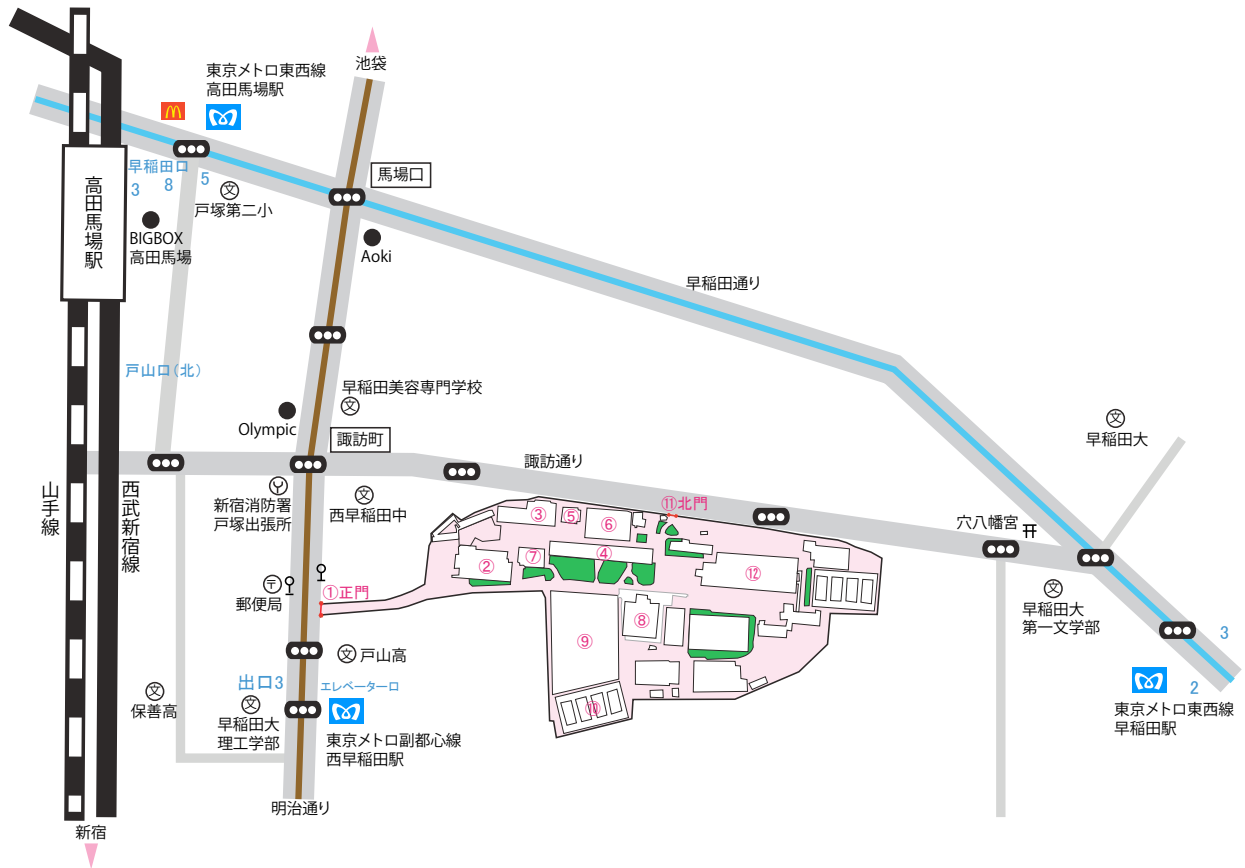 池袋
東京メトロ東西線
高田馬場駅
早稲田口
3
8
5
馬場口
戸塚第二小
高田馬場駅
BIGBOX
高田馬場
Aoki
早稲田通り
戸山口（北）
早稲田美容専門学校
文
Olympic
諏訪町
諏訪通り
文
早稲田大
山手線
西武新宿線
新宿消防署
戸塚出張所
文
西早稲田中
③
⑤
⑥
⑪北門
穴八幡宮
②
⑦
④
⑫
〒
郵便局
①正門
⑧
⑨
⑩
文
早稲田大
第一文学部
文
戸山高
出口3
エレベーター口
文
保善高
文
早稲田大
理工学部
東京メトロ副都心線
西早稲田駅
3
2
東京メトロ東西線
早稲田駅
明治通り
新宿
文